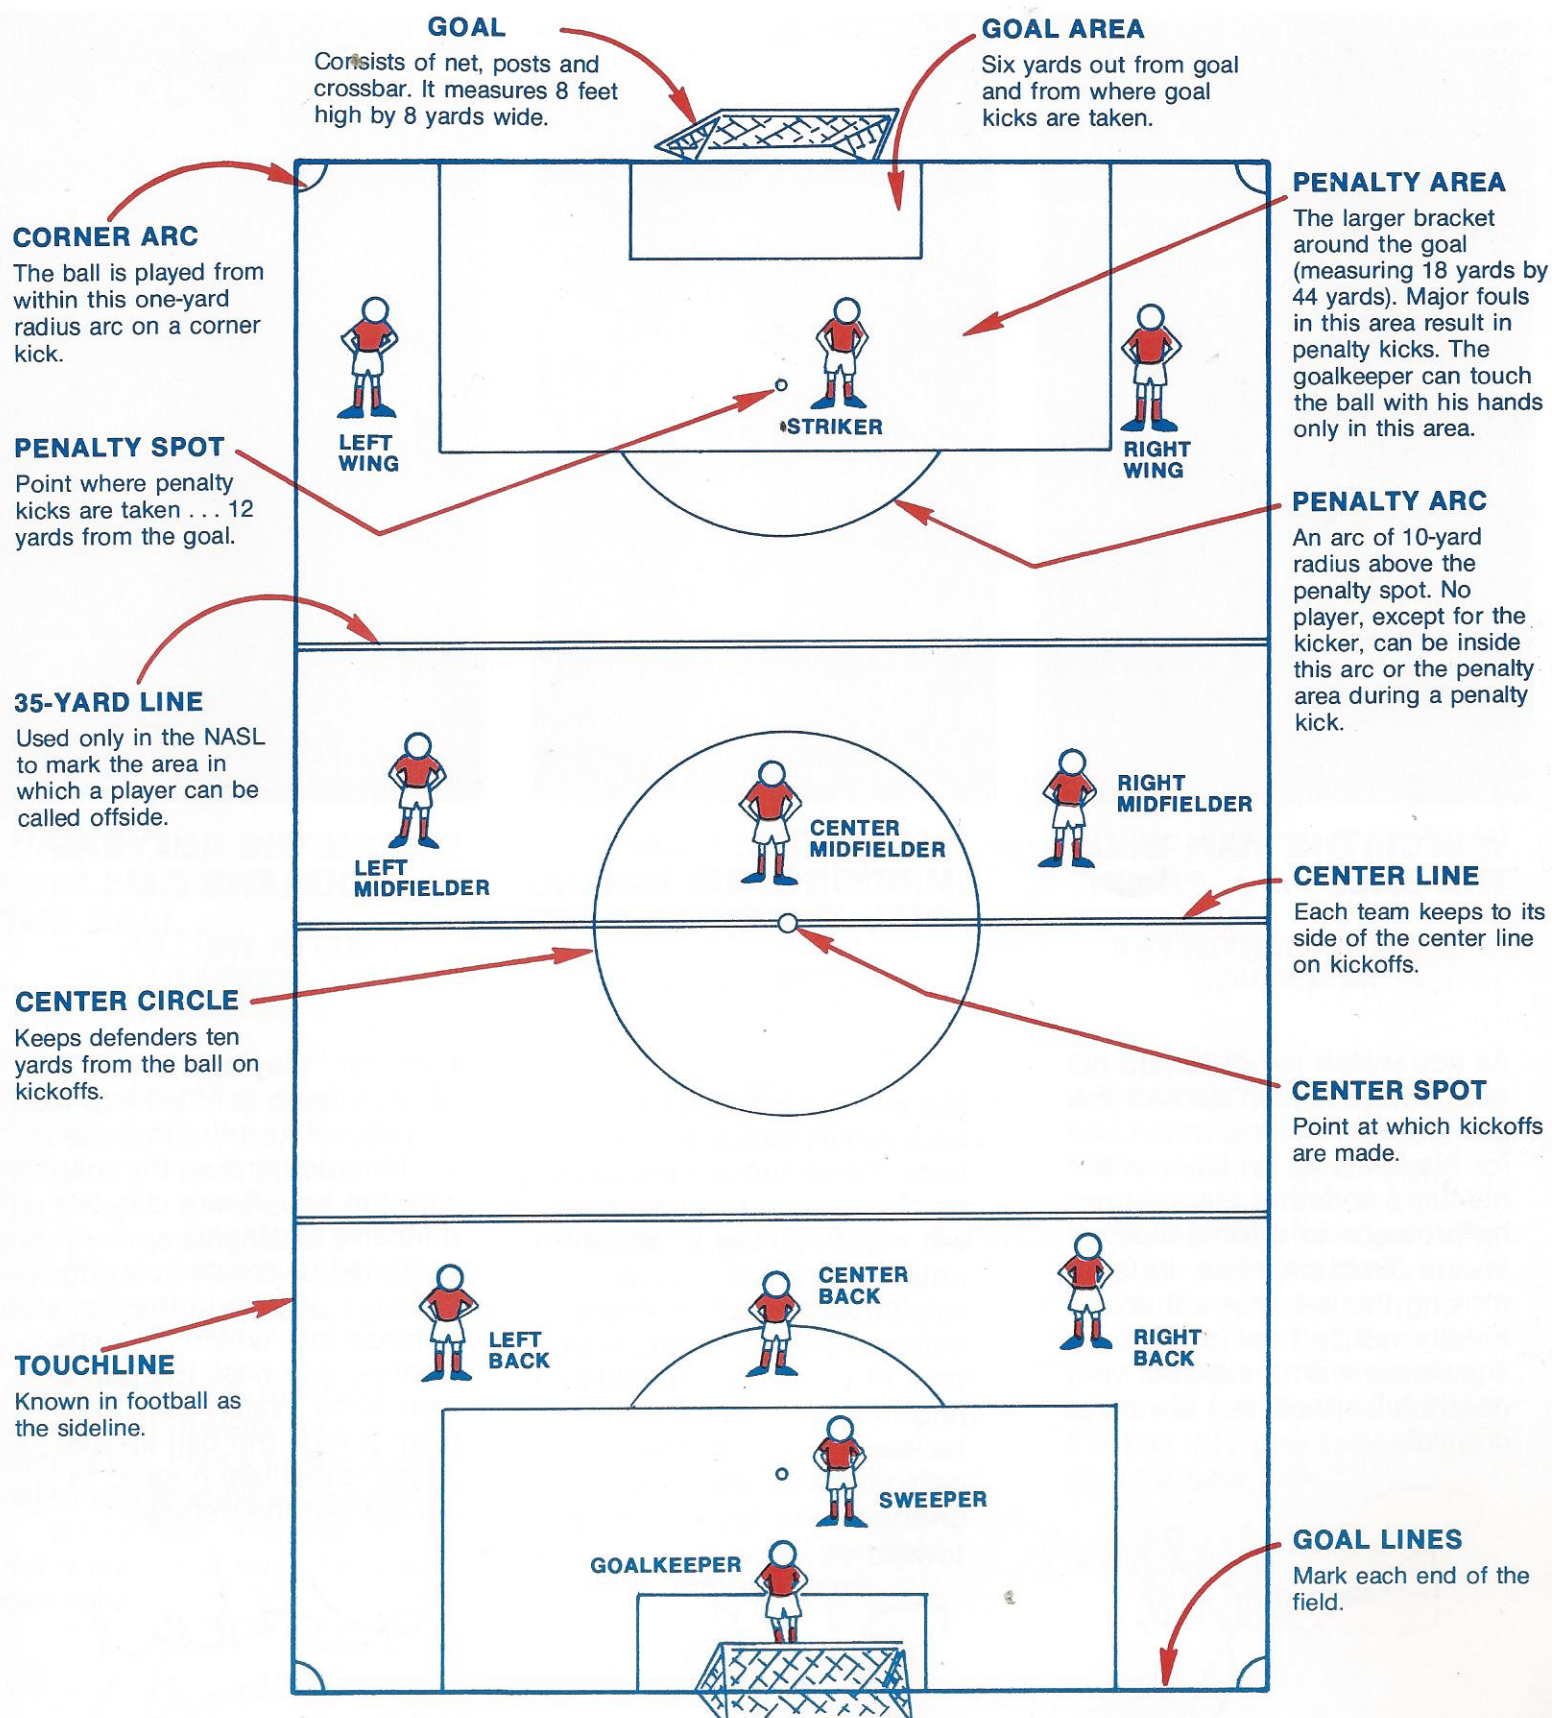 GOAL
Consists of net, posts and
crossbar. It measures 8 feet
high by 8 yards wide.
GOAL AREA
Six yards out from goal
and from where goal
kicks are taken.
CORNER ARC
The ball is played from
within this one-yard
radius arc on a corner
kick.
PENALTY AREA
The larger bracket
around the goal
(measuring 18 yards by
44 yards). Major fouls
in this area result in
penalty kicks. The
goalkeeper can touch
the ball with his hands
only in this area.
LEFT
WING
STRIKER
RIGHT
WING
PENALTY SPOT
Point where penalty
kicks are taken . . . 12
yards from the goal.
PENALTY ARC
An arc of 10-yard
radius above the
penalty spot. No
player, except for the
kicker, can be inside
this arc or the penalty
area during a penalty
kick.
35-YARD LINE
Used only in the NASL
to mark the area in
which a player can be
called offside.
LEFT
MIDFIELDER
CENTER
MIDFIELDER
RIGHT
MIDFIELDER
CENTER LINE
Each team keeps to its
side of the center line
on kickoffs.
CENTER CIRCLE
Keeps defenders ten
yards from the ball on
kickoffs.
CENTER SPOT
Point at which kickoffs
are made.
TOUCHLINE
Known in football as
the sideline.
LEFT
BACK
CENTER
BACK
RIGHT
BACK
SWEEPER
GOALKEEPER
GOAL LINES
Mark each end of the
field.